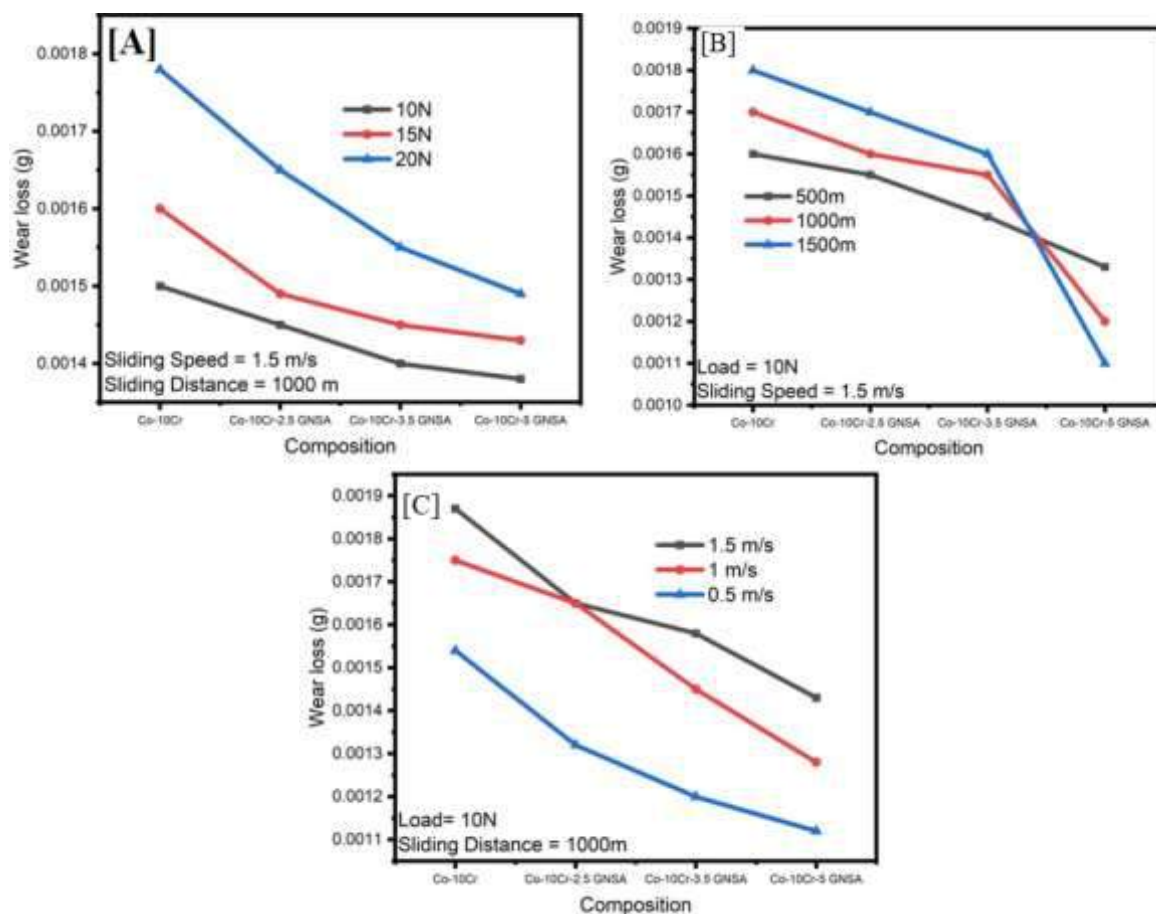 [A]
0.0018
0.0017
0.0016
0.0015
0.0014
Wear loss (g)
10N
15N
20N
Sliding Speed = 1.5 m/s
Sliding Distance = 1000 m
Co-10Cr Co-10Cr-2.5 GNSA Co-10Cr-3.5 GNSA Co-10Cr-5 GNSA
Composition
[B]
0.0019
0.0018
0.0017
0.0016
0.0015
0.0014
0.0013
0.0012
0.0011
0.0010
Wear loss (g)
500m
1000m
1500m
Load = 10N
Sliding Speed = 1.5 m/s
Co-10Cr Co-10Cr-2.5 GNSA Co-10Cr-3.5 GNSA Co-10Cr-5 GNSA
Composition
[C]
0.0019
0.0018
0.0017
0.0016
0.0015
0.0014
0.0013
0.0012
0.0011
Wear loss (g)
1.5 m/s
1 m/s
0.5 m/s
Load= 10N
Sliding Distance = 1000m
Co-10Cr Co-10Cr-2.5 GNSA Co-10Cr-3.5 GNSA Co-10Cr-5 GNSA
Composition